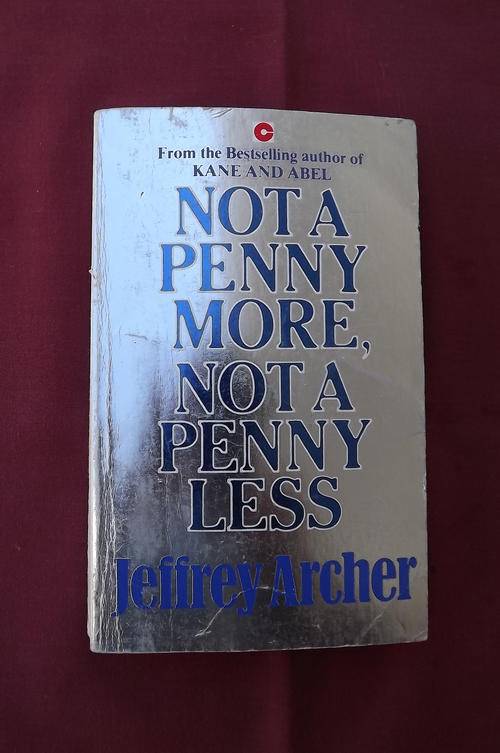 From the Bestselling author of
KANE AND ABEL
NOT A
PENNY
MORE,
NOT A
PENNY
LESS
Jeffrey Archer